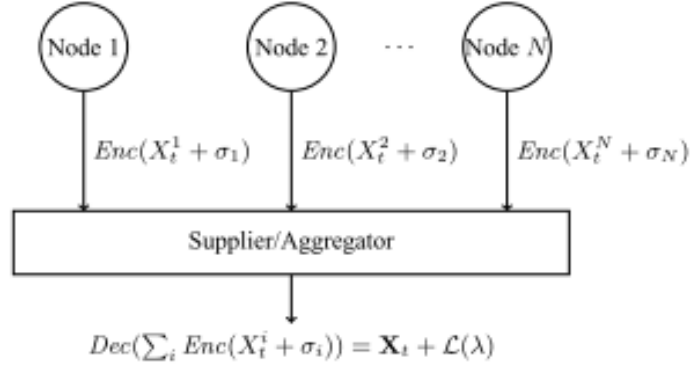 Node 1 Node 2 ··· Node N
Enc(X_t^1 + σ_1) Enc(X_t^2 + σ_2) Enc(X_t^N + σ_N)
Supplier/Aggregator
Dec(∑_i Enc(X_t^i + σ_i)) = 𝐗_t + ℒ(λ)